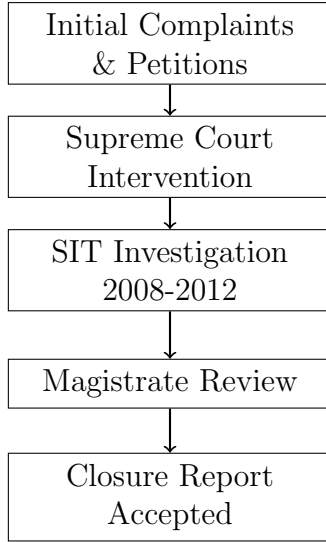 Initial Complaints
& Petitions
Supreme Court
Intervention
SIT Investigation
2008-2012
Magistrate Review
Closure Report
Accepted